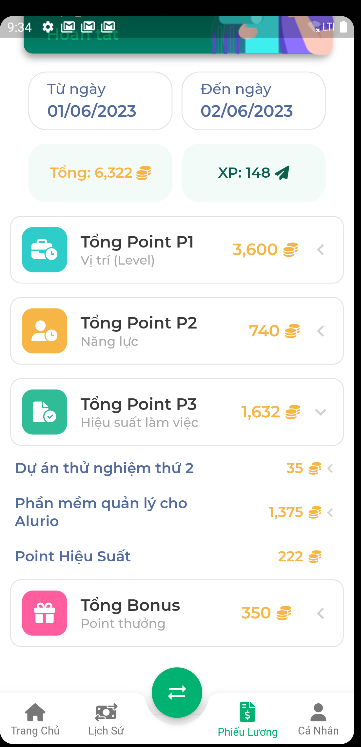 9:34
LTE
Hoàn tất
Từ ngày
01/06/2023
Đến ngày
02/06/2023
Tổng: 6,322
XP: 148
Tổng Point P1
Vị trí (Level)
3,600
Tổng Point P2
Năng lực
740
Tổng Point P3
Hiệu suất làm việc
1,632
Dự án thử nghiệm thứ 2
35
Phần mềm quản lý cho
Alurio
1,375
Point Hiệu Suất
222
Tổng Bonus
Point thưởng
350
Trang Chủ
Lịch Sử
Phiếu Lương
Cá Nhân